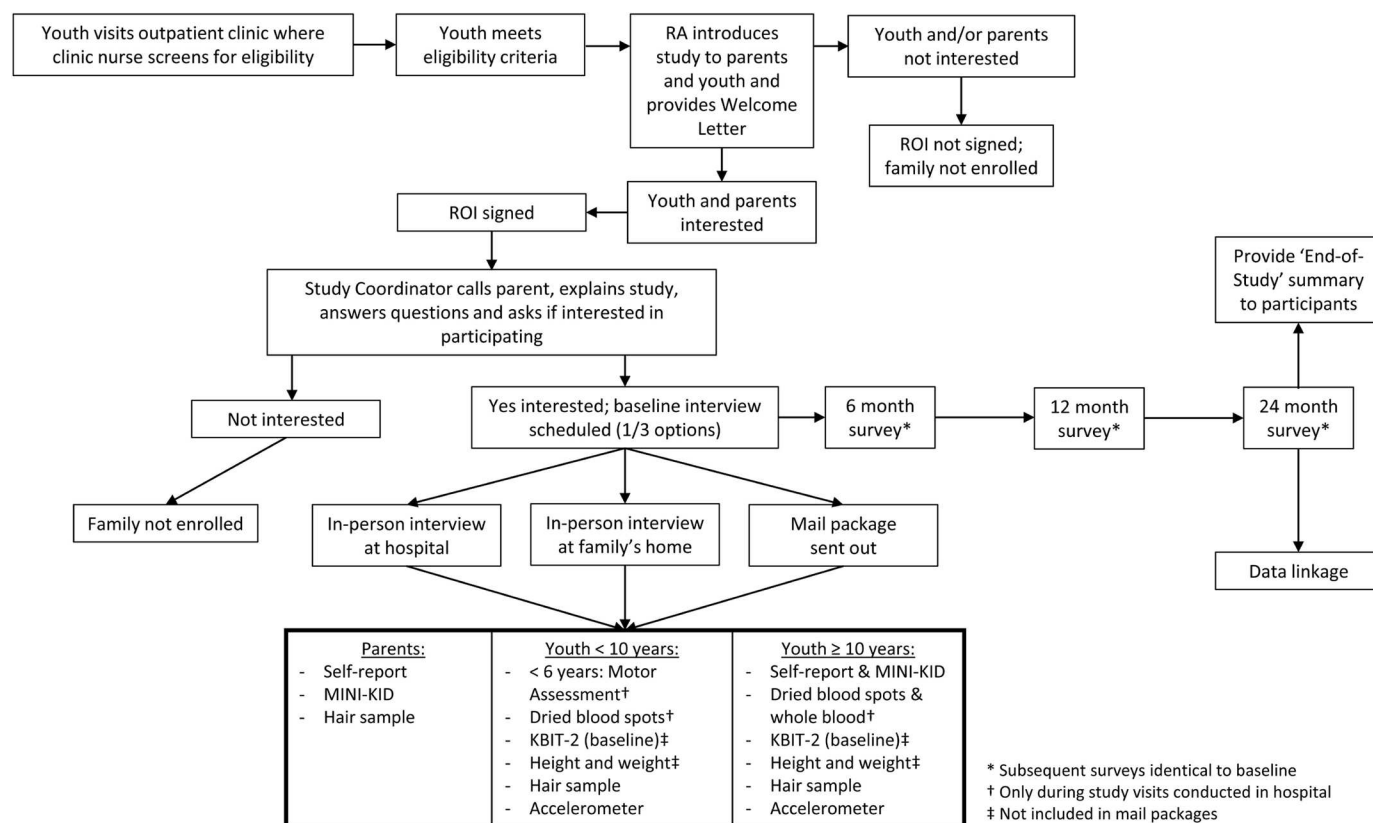 Youth visits outpatient clinic where
clinic nurse screens for eligibility
Youth meets
eligibility criteria
RA introduces
study to parents
and youth and
provides Welcome
Letter
Youth and/or parents
not interested
ROI not signed;
family not enrolled
Youth and parents
interested
ROI signed
Study Coordinator calls parent, explains study,
answers questions and asks if interested in
participating
Not interested
Family not enrolled
Yes interested; baseline interview
scheduled (1/3 options)
6 month
survey*
12 month
survey*
24 month
survey*
Provide ‘End-of-
Study’ summary
to participants
Data linkage
In-person interview
at hospital
In-person interview
at family’s home
Mail package
sent out
Parents:
- Self-report
- MINI-KID
- Hair sample
Youth < 10 years:
- < 6 years: Motor
Assessment†
- Dried blood spots†
- KBIT-2 (baseline)‡
- Height and weight‡
- Hair sample
- Accelerometer
Youth ≥ 10 years:
- Self-report & MINI-KID
- Dried blood spots &
whole blood†
- KBIT-2 (baseline)‡
- Height and weight‡
- Hair sample
- Accelerometer
* Subsequent surveys identical to baseline
† Only during study visits conducted in hospital
‡ Not included in mail packages